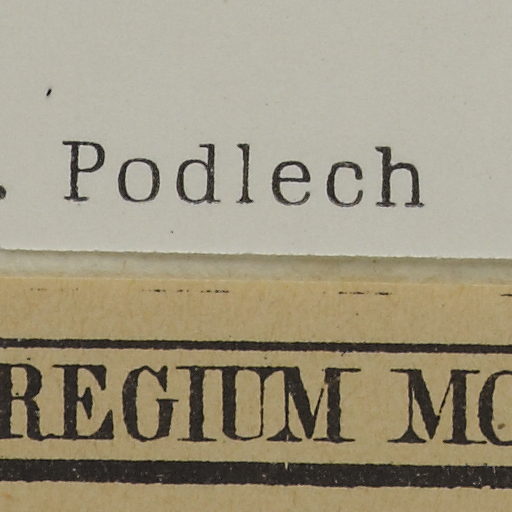 . Podlech
REGIUM MO